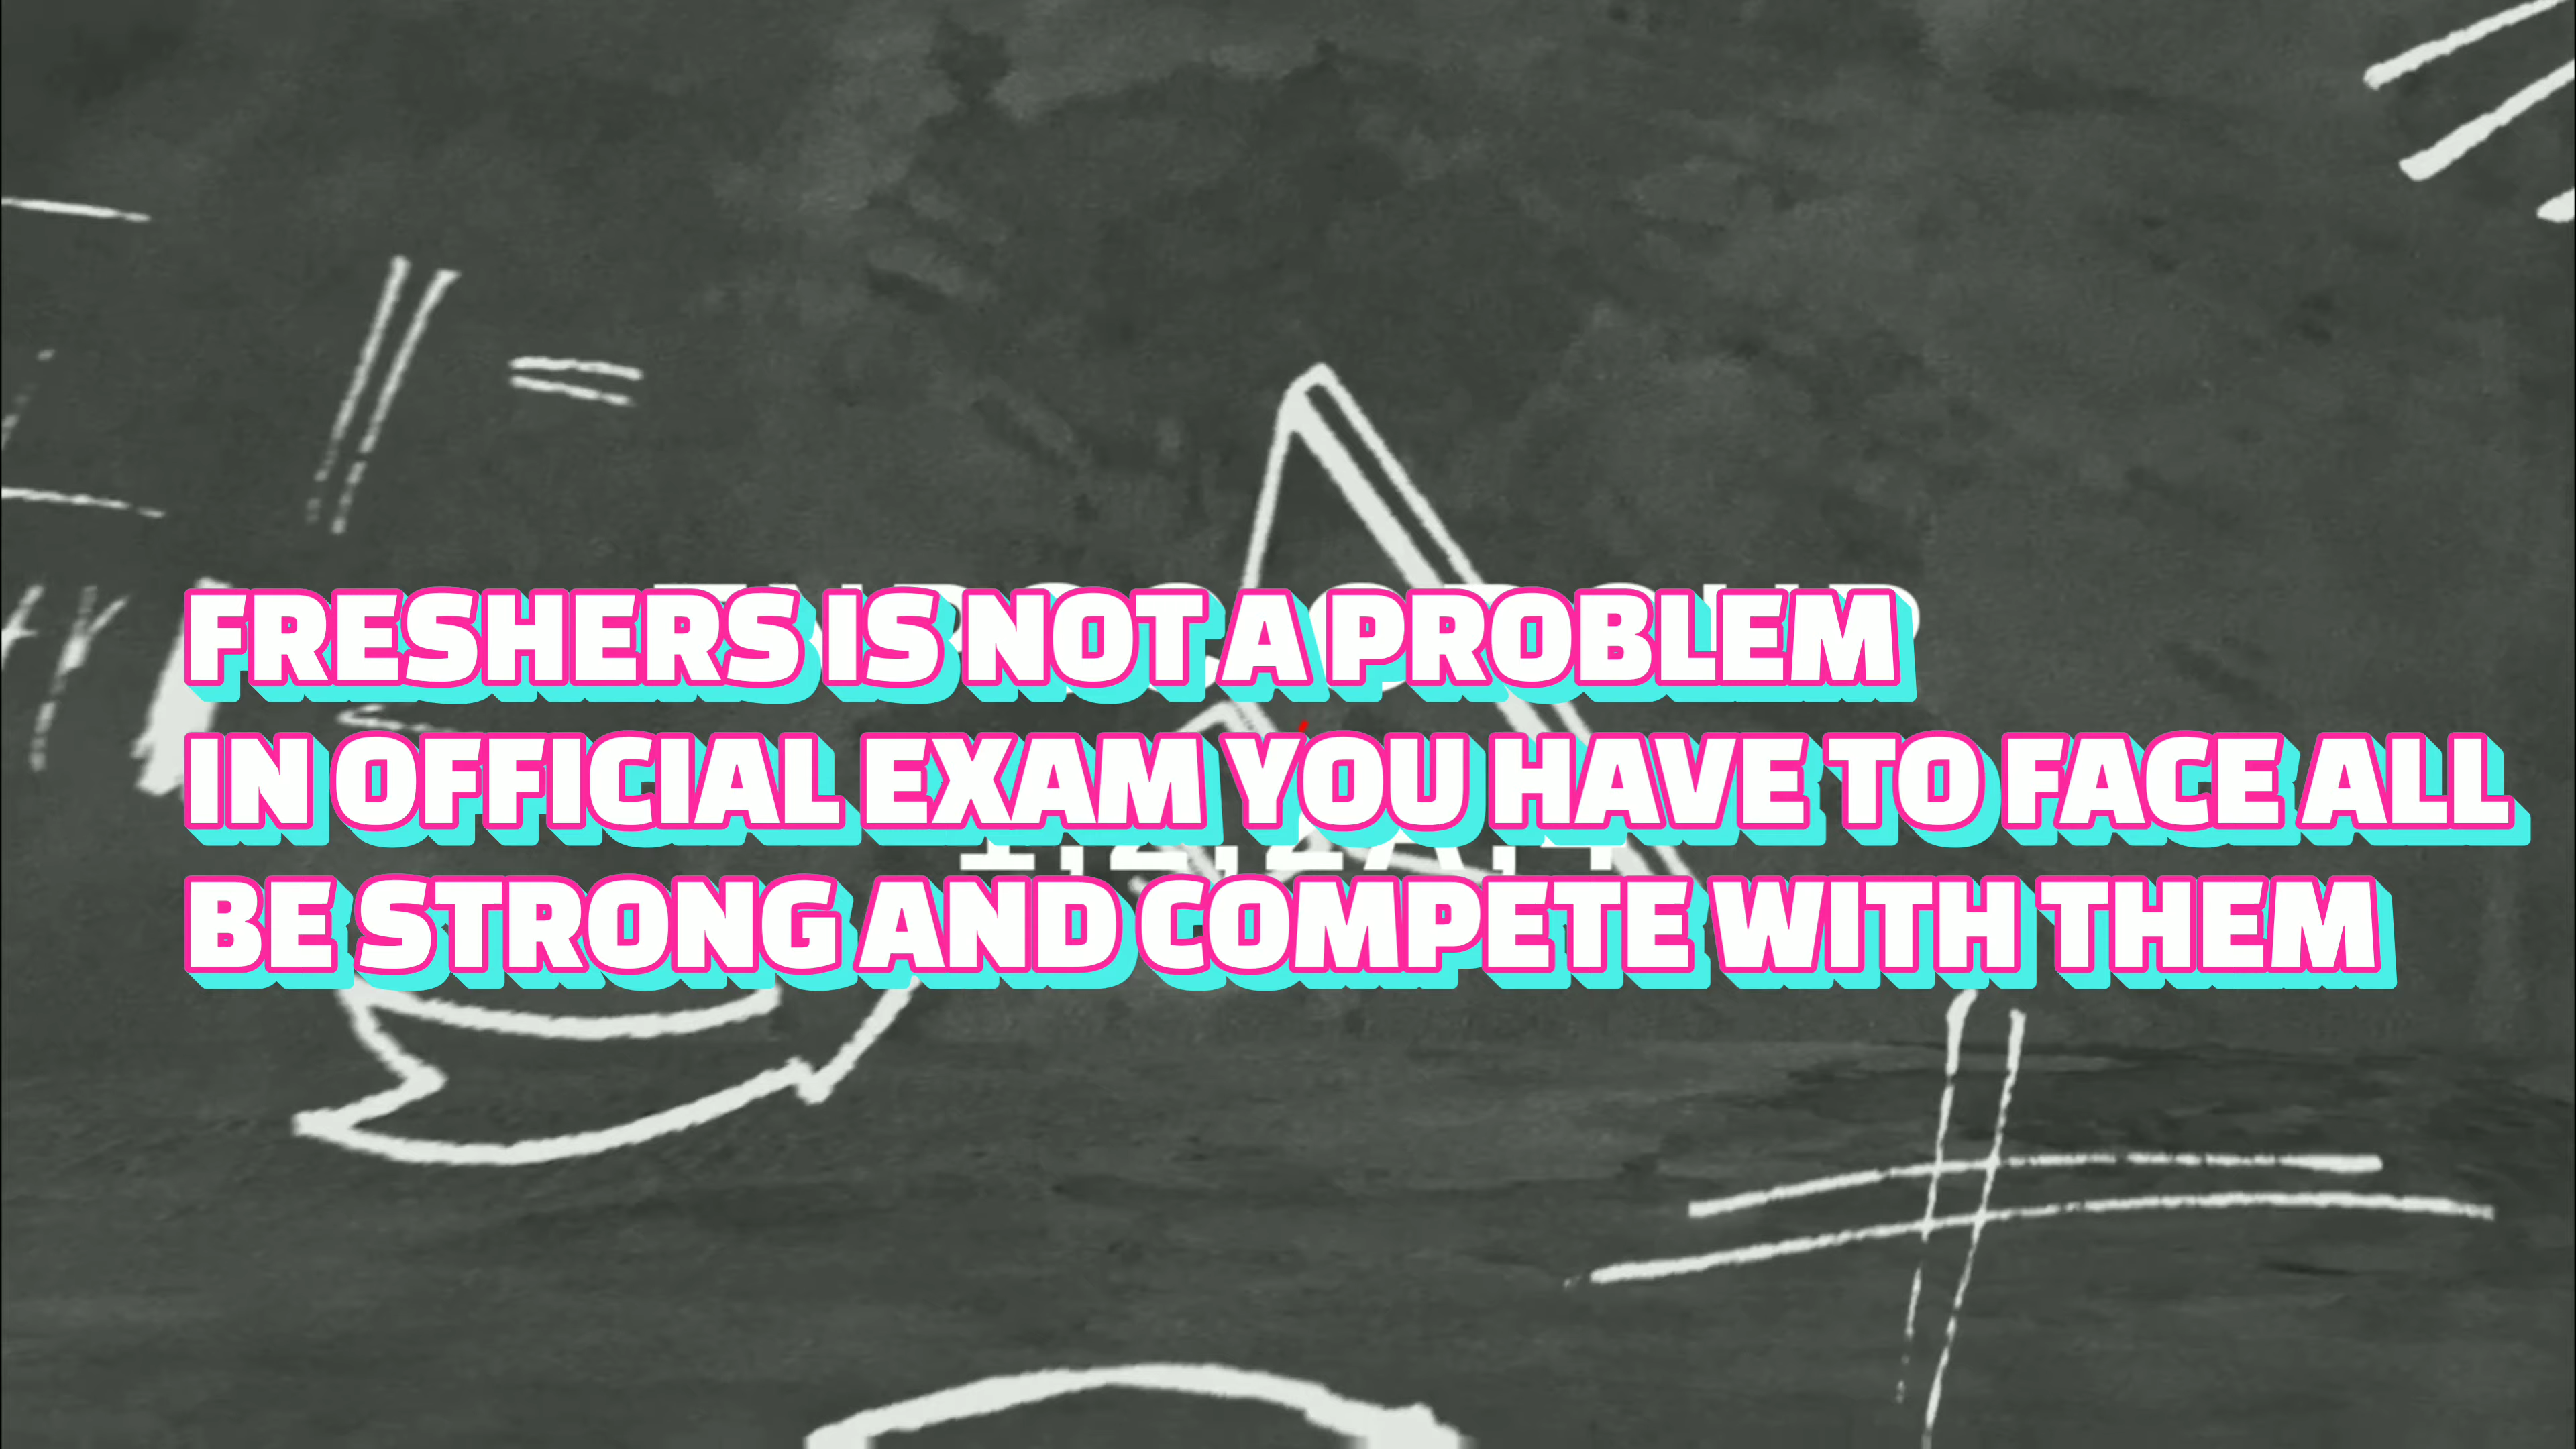 FRESHERS IS NOT A PROBLEM
IN OFFICIAL EXAM YOU HAVE TO FACE ALL
BE STRONG AND COMPETE WITH THEM